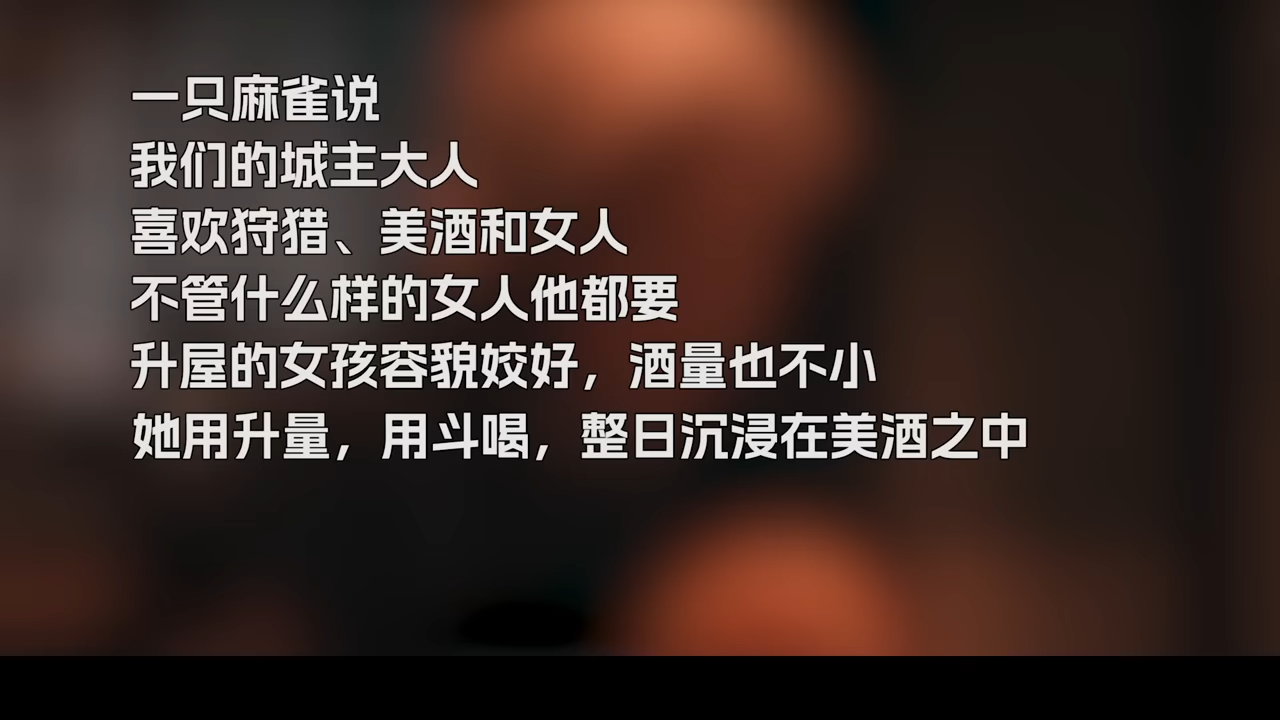 一只麻雀说
我们的城主大人
喜欢狩猎、美酒和女人
不管什么样的女人他都要
升屋的女孩容貌姣好，酒量也不小
她用升量，用斗喝，整日沉浸在美酒之中